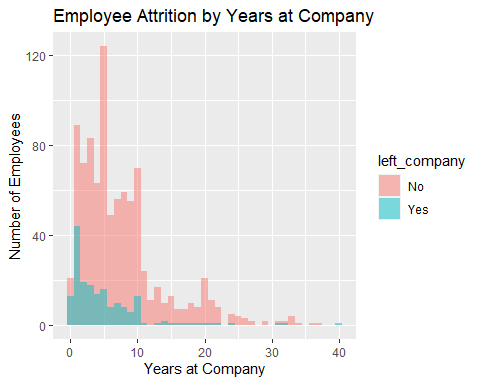 Employee Attrition by Years at Company
120
80
40
0
Number of Employees
0 10 20 30 40
Years at Company
left_company
No
Yes